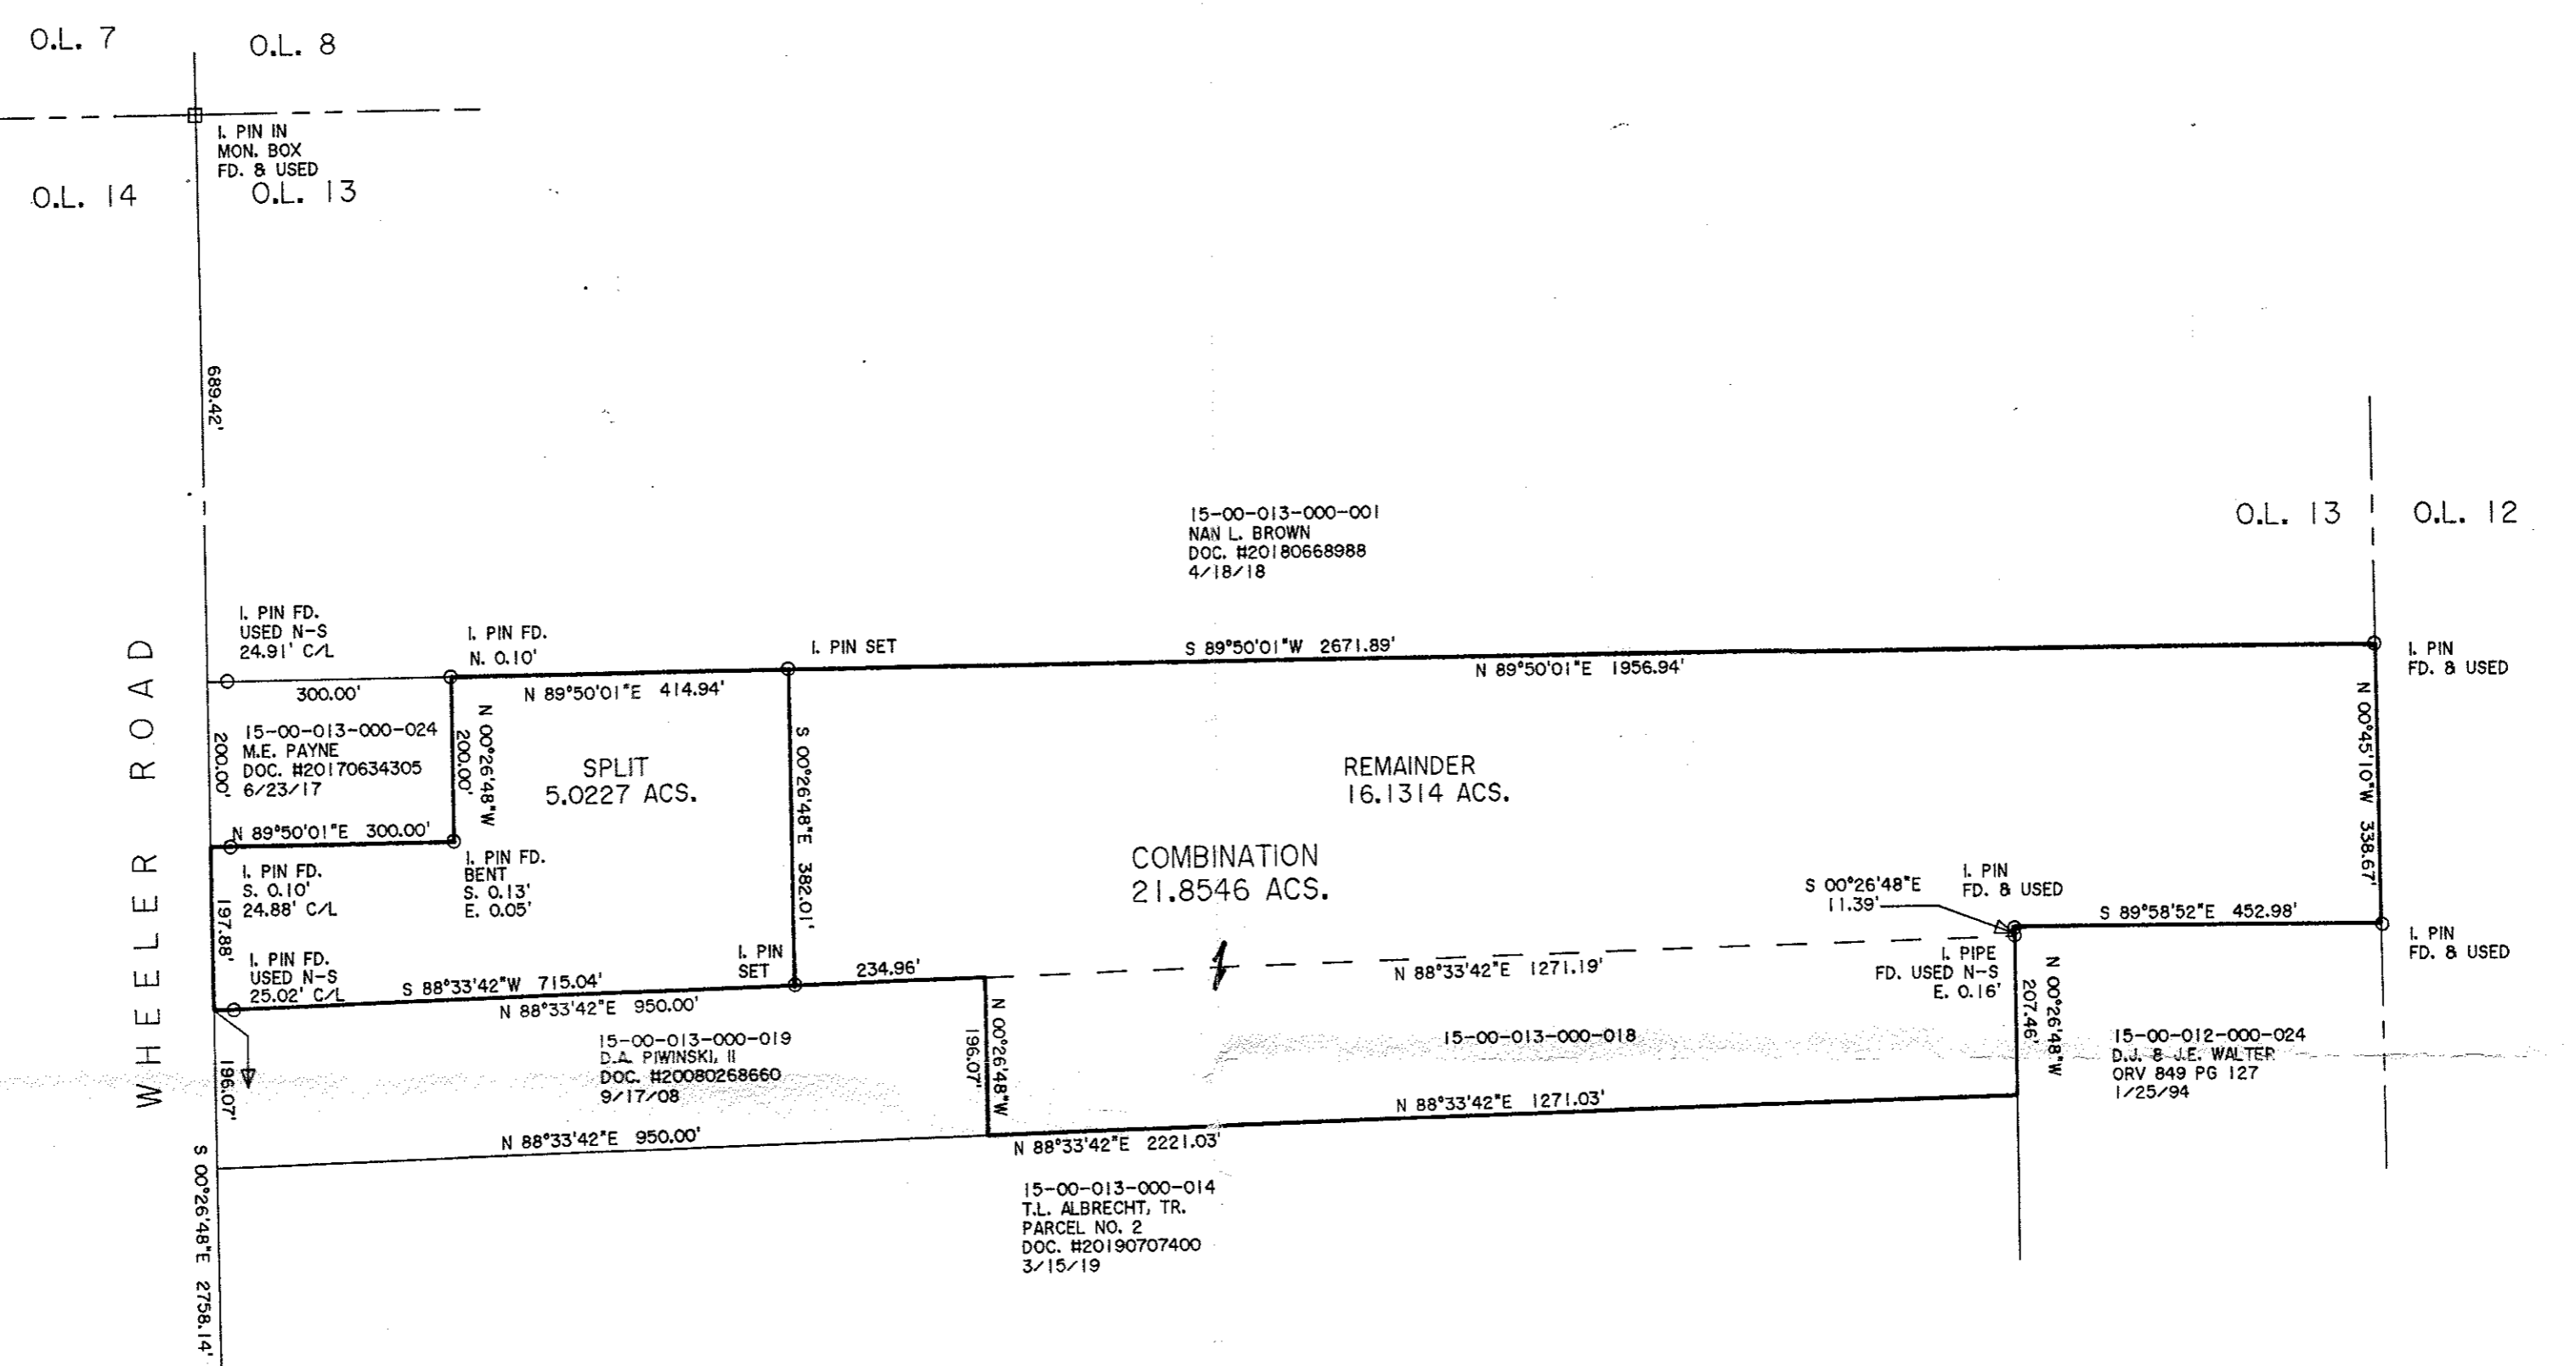 O.L. 7
O.L. 8
I. PIN IN
MON. BOX
FD. & USED
O.L. 14
O.L. 13
689.42'
15-00-013-000-001
NAN L. BROWN
DOC. #20180668988
4/18/18
O.L. 13
O.L. 12
I. PIN FD.
USED N-S
24.91' C/L
I. PIN FD.
N. 0.10'
I. PIN SET
S 89°50'01"W 2671.89'
N 89°50'01"E 1956.94'
I. PIN
FD. & USED
300.00'
N 89°50'01"E 414.94'
WHEELER ROAD
200.00'
15-00-013-000-024
M.E. PAYNE
DOC. #20170634305
6/23/17
N 00°26'48"W
200.00'
SPLIT
5.0227 ACS.
S 00°26'48"E 382.01'
REMAINDER
16.1314 ACS.
N 00°45'10"W 338.67'
N 89°50'01"E 300.00'
I. PIN FD.
S. 0.10'
24.88' C/L
I. PIN FD.
BENT
S. 0.13'
E. 0.05'
COMBINATION
21.8546 ACS.
S 00°26'48"E
11.39'
I. PIN
FD. & USED
S 89°58'52"E 452.98'
I. PIN
FD. & USED
197.88'
I. PIN FD.
USED N-S
25.02' C/L
S 88°33'42"W 715.04'
N 88°33'42"E 950.00'
I. PIN
SET
234.96'
N 88°33'42"E 1271.19'
I. PIPE
FD. USED N-S
E. 0.16'
N 00°26'48"W
207.46'
196.07'
15-00-013-000-019
D.A. PIWINSKI, II
DOC. #20080268660
9/17/08
N 00°26'48"W
196.07'
15-00-013-000-018
15-00-012-000-024
D.J. & J.E. WALTER
ORV 849 PG 127
1/25/94
N 88°33'42"E 1271.03'
N 88°33'42"E 950.00'
N 88°33'42"E 2221.03'
S 00°26'48"E 2758.14'
15-00-013-000-014
T.L. ALBRECHT, TR.
PARCEL NO. 2
DOC. #20190707400
3/15/19